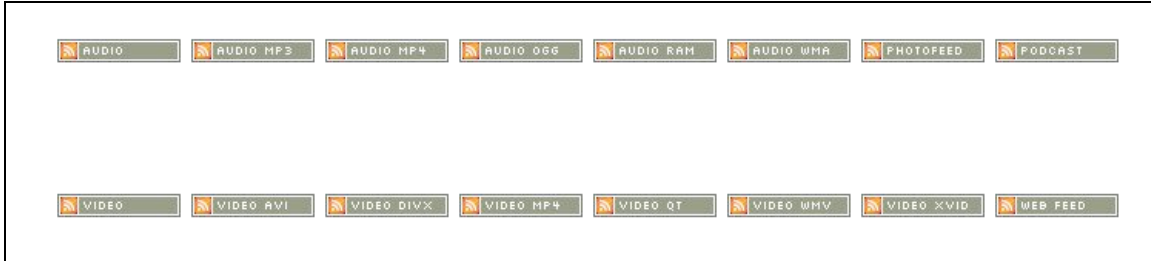 AUDIO AUDIO MP3 AUDIO MP4 AUDIO OGG AUDIO RAM AUDIO WMA PHOTOFEED PODCAST
VIDEO VIDEO AVI VIDEO DIVX VIDEO MP4 VIDEO QT VIDEO WMV VIDEO XVID WEB FEED